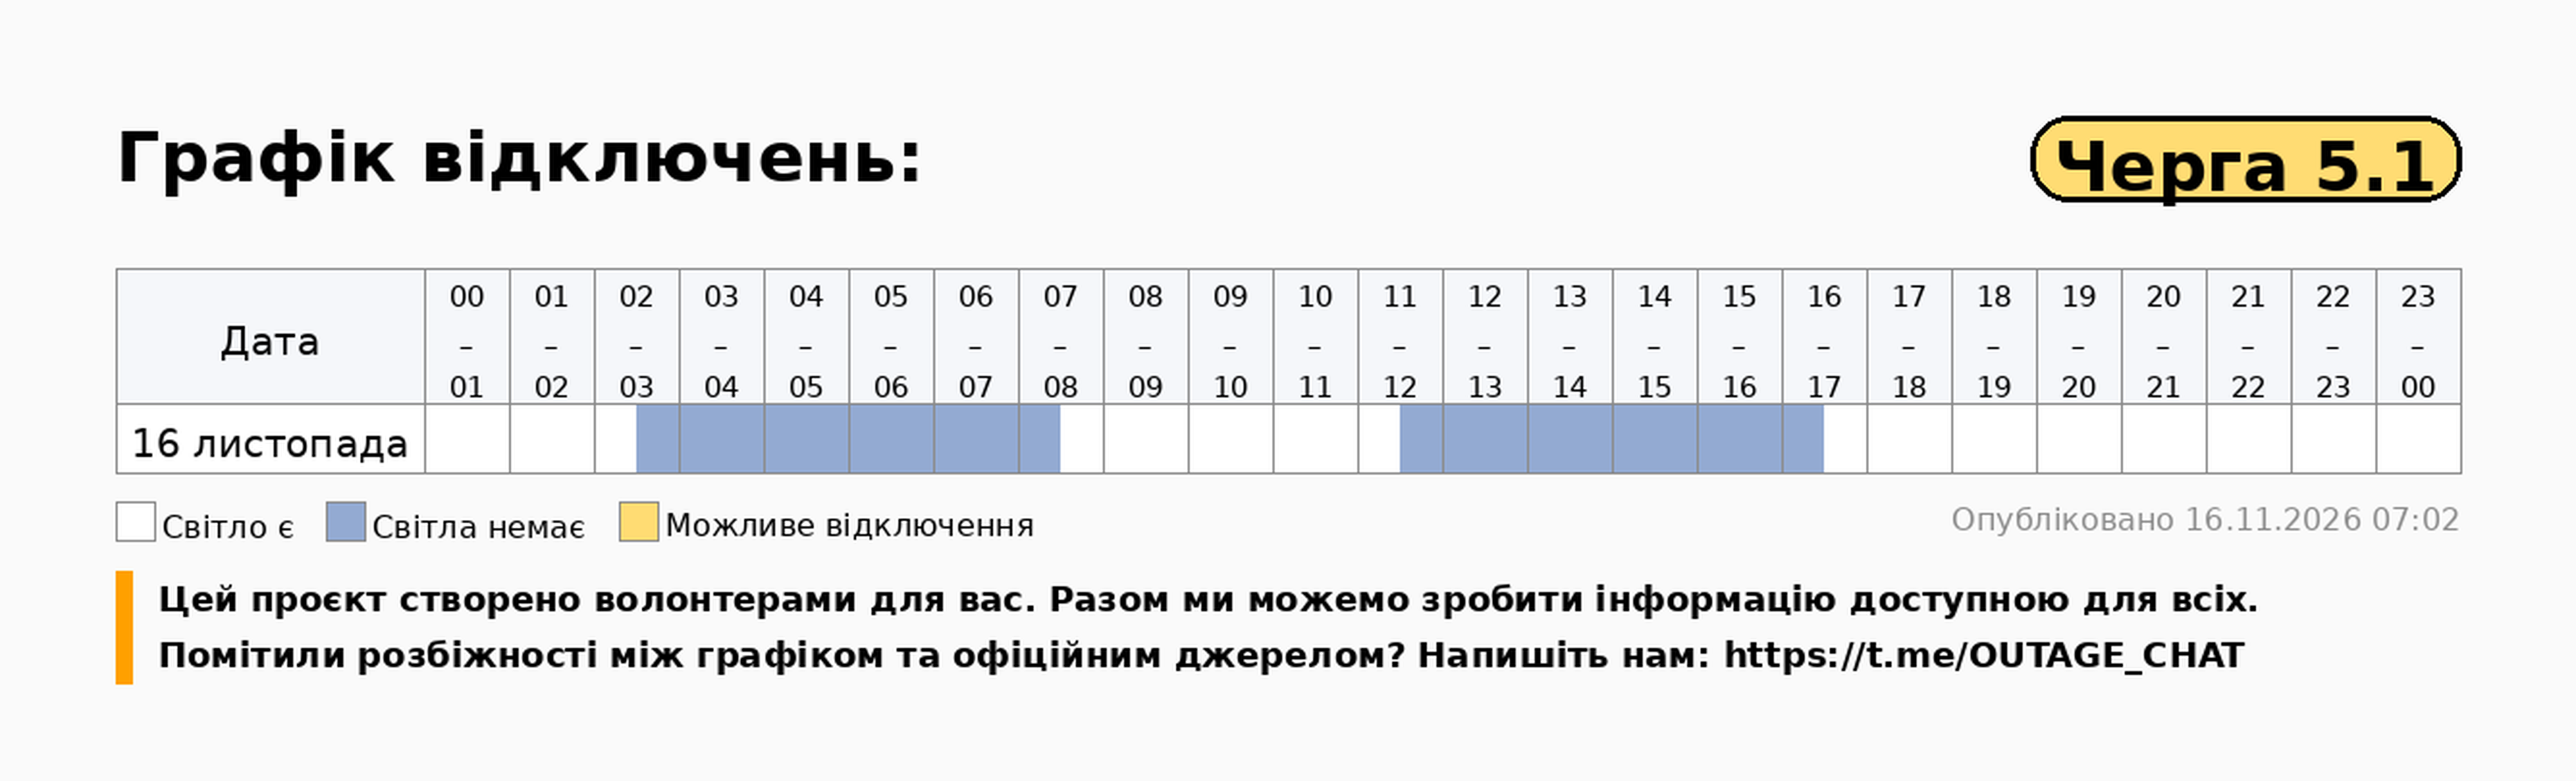 Графік відключень:
Черга 5.1
Дата
00 – 01
01 – 02
02 – 03
03 – 04
04 – 05
05 – 06
06 – 07
07 – 08
08 – 09
09 – 10
10 – 11
11 – 12
12 – 13
13 – 14
14 – 15
15 – 16
16 – 17
17 – 18
18 – 19
19 – 20
20 – 21
21 – 22
22 – 23
23 – 00
16 листопада
Світло є
Світла немає
Можливе відключення
Опубліковано 16.11.2026 07:02
Цей проєкт створено волонтерами для вас. Разом ми можемо зробити інформацію доступною для всіх.
Помітили розбіжності між графіком та офіційним джерелом? Напишіть нам: https://t.me/OUTAGE_CHAT